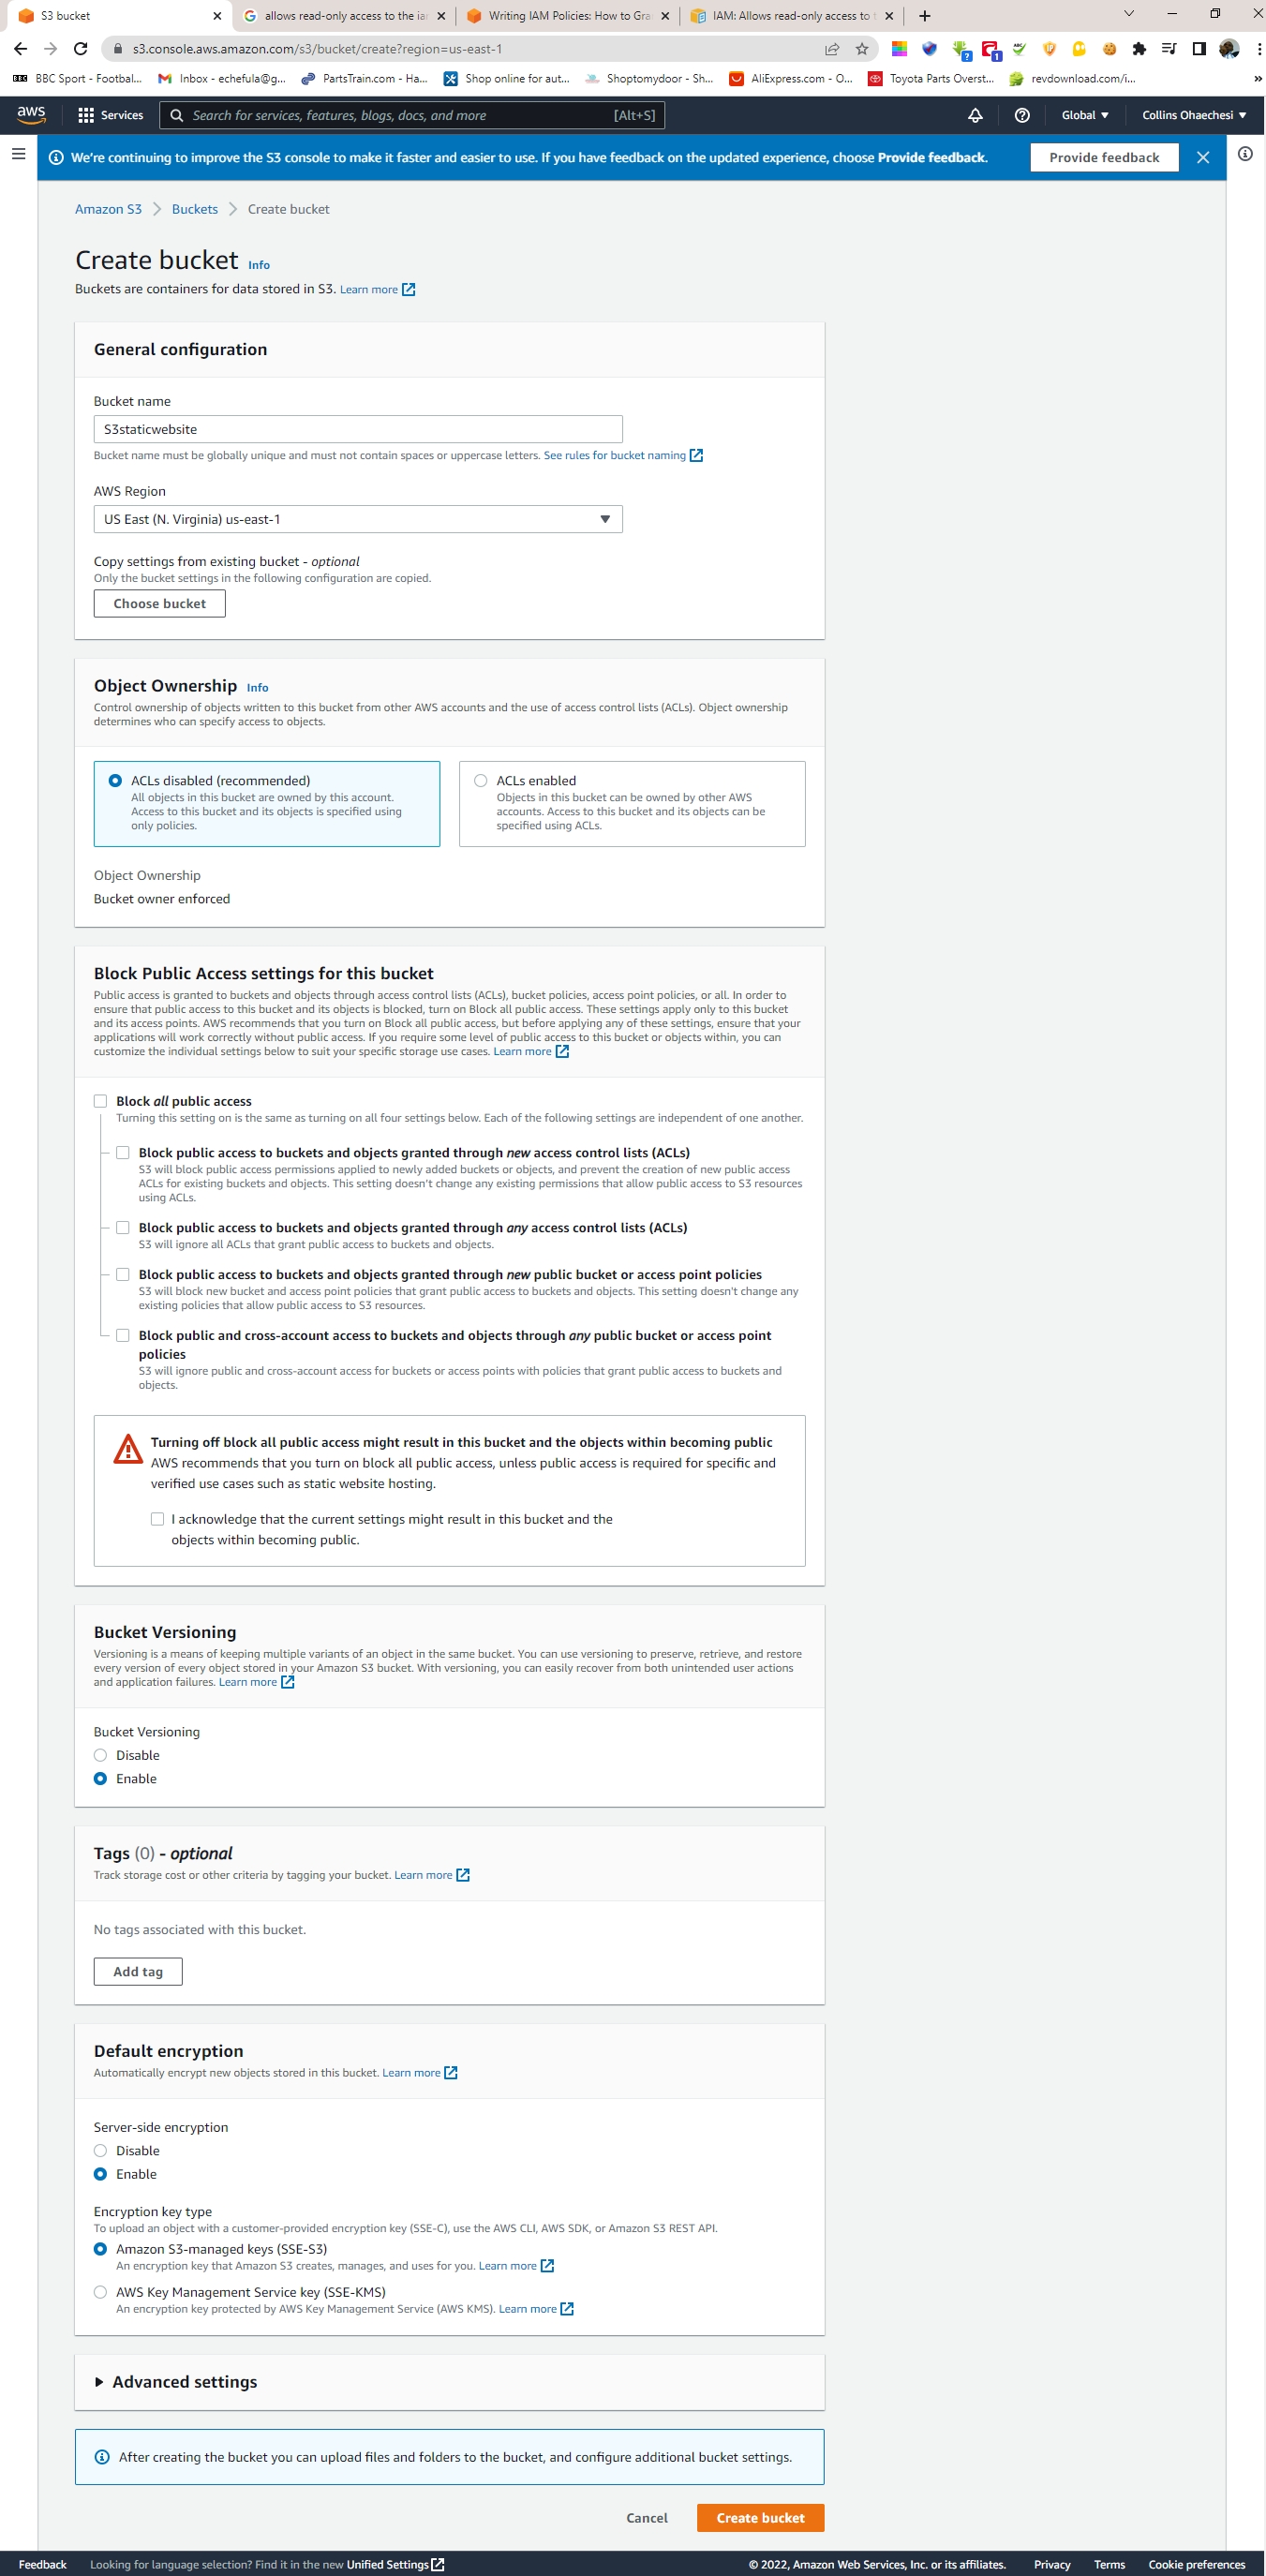 S3 bucket
allows read-only access to the iar
Writing IAM Policies: How to Gra
IAM: Allows read-only access to t
s3.console.aws.amazon.com/s3/bucket/create?region=us-east-1
BBC Sport - Footbal...
Inbox - echefula@g...
PartsTrain.com - Ha...
Shop online for aut...
Shoptomydoor - Sh...
AliExpress.com - O...
Toyota Parts Overst...
revdownload.com/i...
»
aws
Services
Search for services, features, blogs, docs, and more
[Alt+S]
Global
Collins Ohaechesi
We're continuing to improve the S3 console to make it faster and easier to use. If you have feedback on the updated experience, choose Provide feedback.
Provide feedback
Amazon S3 > Buckets > Create bucket
Create bucket Info
Buckets are containers for data stored in S3. Learn more
General configuration
Bucket name
S3staticwebsite
Bucket name must be globally unique and must not contain spaces or uppercase letters. See rules for bucket naming
AWS Region
US East (N. Virginia) us-east-1
Copy settings from existing bucket - optional
Only the bucket settings in the following configuration are copied.
Choose bucket
Object Ownership Info
Control ownership of objects written to this bucket from other AWS accounts and the use of access control lists (ACLs). Object ownership
determines who can specify access to objects.
ACLs disabled (recommended)
All objects in this bucket are owned by this account.
Access to this bucket and its objects is specified using
only policies.
ACLs enabled
Objects in this bucket can be owned by other AWS
accounts. Access to this bucket and its objects can be
specified using ACLs.
Object Ownership
Bucket owner enforced
Block Public Access settings for this bucket
Public access is granted to buckets and objects through access control lists (ACLs), bucket policies, access point policies, or all. In order to
ensure that public access to this bucket and its objects is blocked, turn on Block all public access. These settings apply only to this bucket
and its access points. AWS recommends that you turn on Block all public access, but before applying any of these settings, ensure that your
applications will work correctly without public access. If you require some level of public access to this bucket or objects within, you can
customize the individual settings below to suit your specific storage use cases. Learn more
Block all public access
Turning this setting on is the same as turning on all four settings below. Each of the following settings are independent of one another.
Block public access to buckets and objects granted through new access control lists (ACLs)
S3 will block public access permissions applied to newly added buckets or objects, and prevent the creation of new public access
ACLs for existing buckets and objects. This setting doesn't change any existing permissions that allow public access to S3 resources
using ACLs.
Block public access to buckets and objects granted through any access control lists (ACLs)
S3 will ignore all ACLs that grant public access to buckets and objects.
Block public access to buckets and objects granted through new public bucket or access point policies
S3 will block new bucket and access point policies that grant public access to buckets and objects. This setting doesn't change any
existing policies that allow public access to S3 resources.
Block public and cross-account access to buckets and objects through any public bucket or access point
policies
S3 will ignore public and cross-account access for buckets or access points with policies that grant public access to buckets and
objects.
Turning off block all public access might result in this bucket and the objects within becoming public
AWS recommends that you turn on block all public access, unless public access is required for specific and
verified use cases such as static website hosting.
I acknowledge that the current settings might result in this bucket and the
objects within becoming public.
Bucket Versioning
Versioning is a means of keeping multiple variants of an object in the same bucket. You can use versioning to preserve, retrieve, and restore
every version of every object stored in your Amazon S3 bucket. With versioning, you can easily recover from both unintended user actions
and application failures. Learn more
Bucket Versioning
Disable
Enable
Tags (0) - optional
Track storage cost or other criteria by tagging your bucket. Learn more
No tags associated with this bucket.
Add tag
Default encryption
Automatically encrypt new objects stored in this bucket. Learn more
Server-side encryption
Disable
Enable
Encryption key type
To upload an object with a customer-provided encryption key (SSE-C), use the AWS CLI, AWS SDK, or Amazon S3 REST API.
Amazon S3-managed keys (SSE-S3)
An encryption key that Amazon S3 creates, manages, and uses for you. Learn more
AWS Key Management Service key (SSE-KMS)
An encryption key protected by AWS Key Management Service (AWS KMS). Learn more
Advanced settings
After creating the bucket you can upload files and folders to the bucket, and configure additional bucket settings.
Cancel
Create bucket
Feedback
Looking for language selection? Find it in the new Unified Settings
© 2022, Amazon Web Services, Inc. or its affiliates.
Privacy
Terms
Cookie preferences